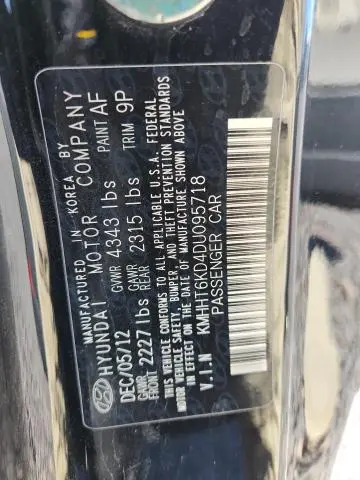 MANUFACTURED IN KOREA BY
HYUNDAI MOTOR COMPANY
DEC/05/12 GVWR 4343 lbs PAINT AF
GAWR FRONT 2227 lbs GAWR REAR 2315 lbs TRIM 9P
THIS VEHICLE CONFORMS TO ALL APPLICABLE U.S.A. FEDERAL
MOTOR VEHICLE SAFETY, BUMPER, AND THEFT PREVENTION STANDARDS
IN EFFECT ON THE DATE OF MANUFACTURE SHOWN ABOVE
V.I.N KMHHT6KD4DU095718
PASSENGER CAR